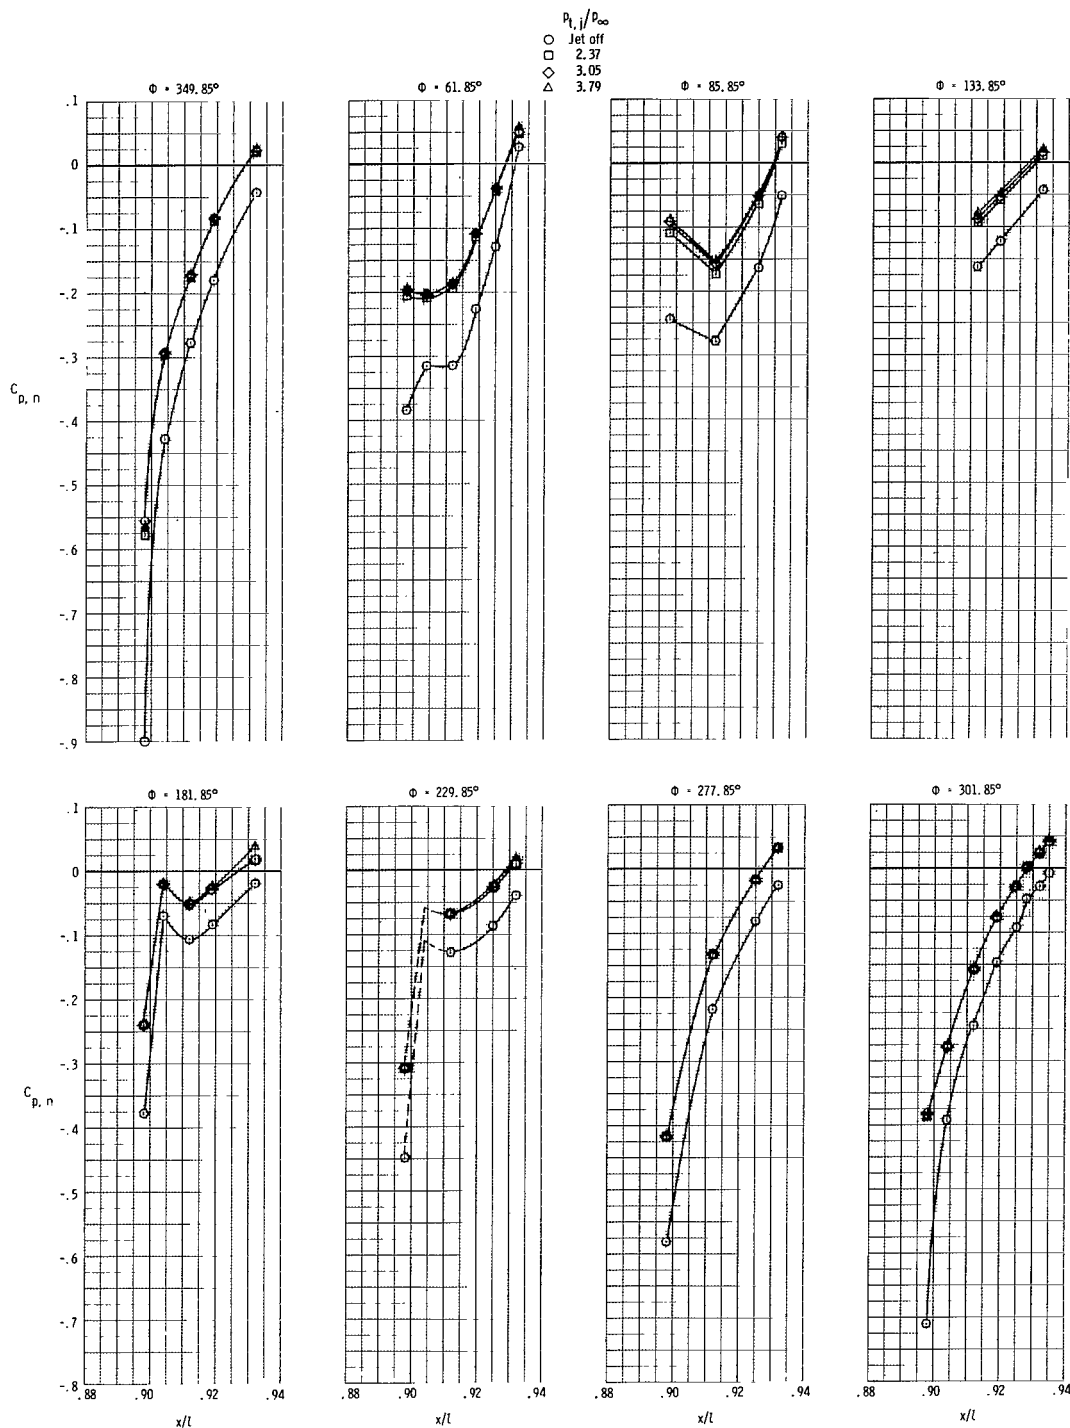 p_t,j/p_∞
Jet off
2.37
3.05
3.79
Φ = 349.85°
Φ = 61.85°
Φ = 85.85°
Φ = 133.85°
.1
0
-.1
-.2
-.3
C_p,n
-.4
-.5
-.6
-.7
-.8
-.9
Φ = 181.85°
Φ = 229.85°
Φ = 277.85°
Φ = 301.85°
.1
0
-.1
-.2
-.3
C_p,n
-.4
-.5
-.6
-.7
-.8
.88 .90 .92 .94
.88 .90 .92 .94
.88 .90 .92 .94
.88 .90 .92 .94
x/l
x/l
x/l
x/l